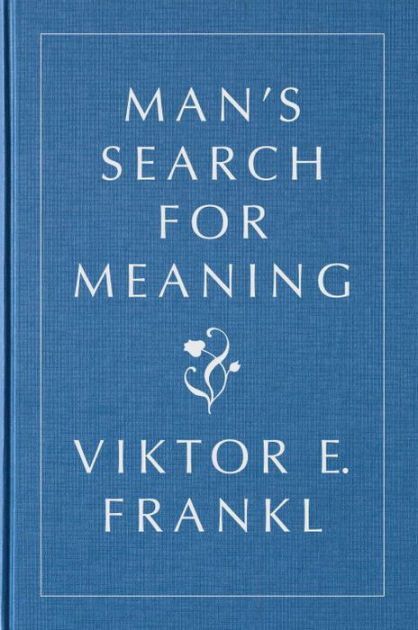 MAN'S
SEARCH
FOR
MEANING
VIKTOR E.
FRANKL